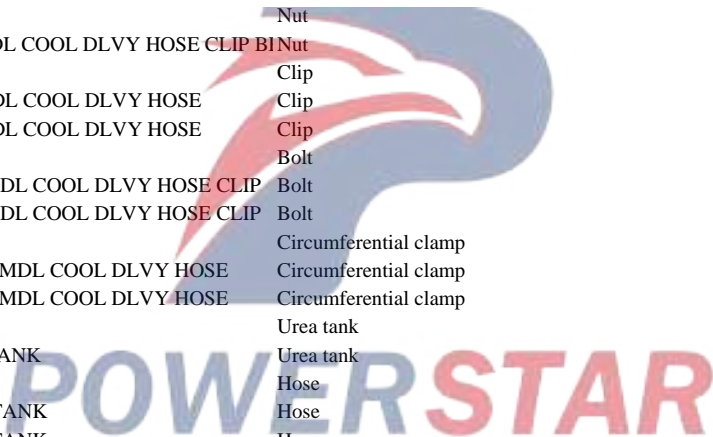 Nut
DL COOL DLVY HOSE CLIP BI Nut
Clip
DL COOL DLVY HOSE Clip
DL COOL DLVY HOSE Clip
Bolt
DL COOL DLVY HOSE CLIP Bolt
DL COOL DLVY HOSE CLIP Bolt
Circumferential clamp
MDL COOL DLVY HOSE Circumferential clamp
MDL COOL DLVY HOSE Circumferential clamp
Urea tank
ANK Urea tank
Hose
TANK Hose
POWERSTAR